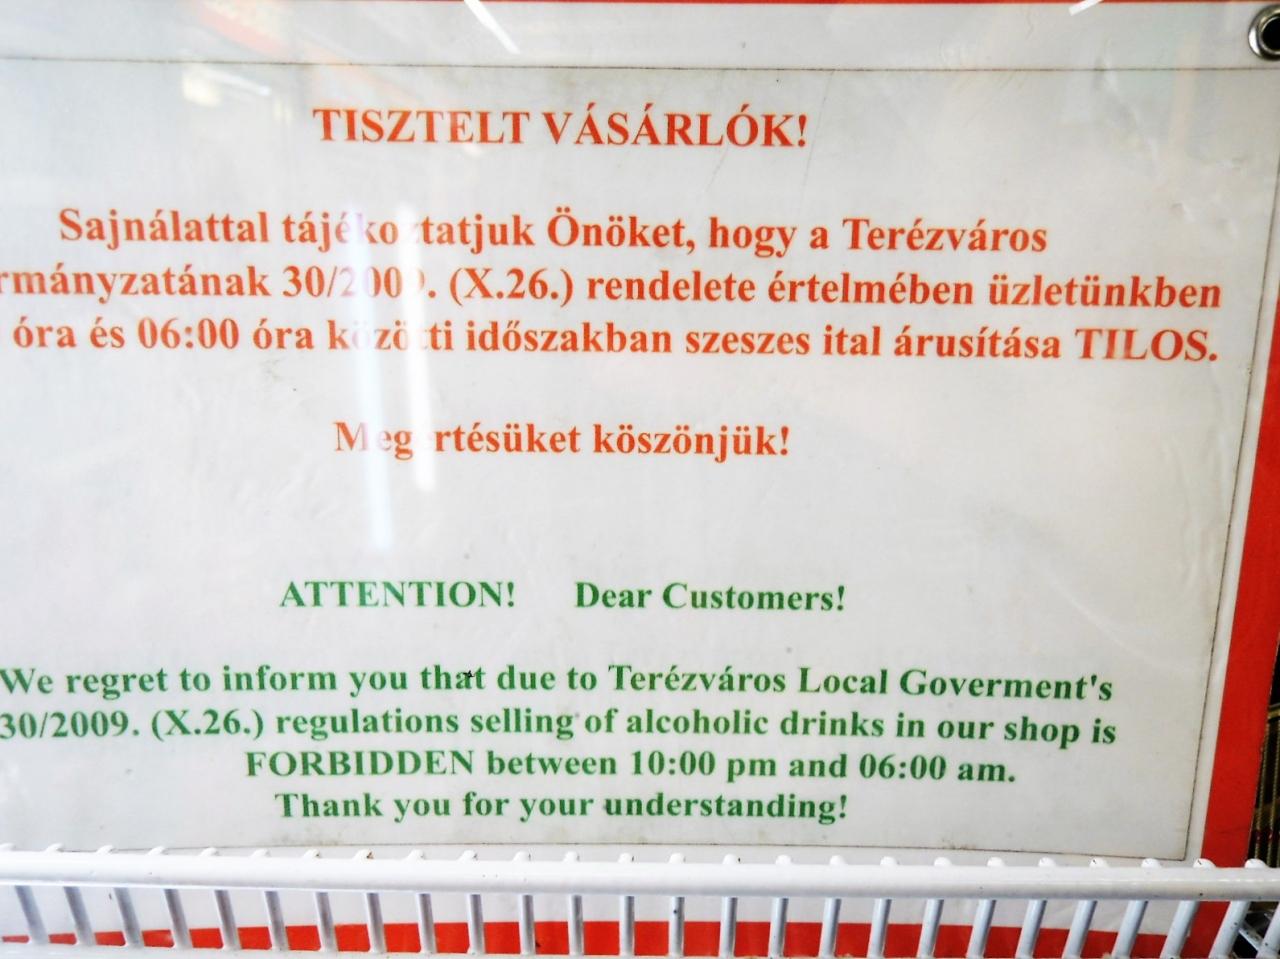 TISZTELT VÁSÁRLÓK!
Sajnálattal tájékoztatjuk Önöket, hogy a Terézváros
rmányzatának 30/2009. (X.26.) rendelete értelmében üzletünkben
óra és 06:00 óra közötti időszakban szeszes ital árusítása TILOS.
Megértésüket köszönjük!
ATTENTION! Dear Customers!
We regret to inform you that due to Terézváros Local Goverment's
30/2009. (X.26.) regulations selling of alcoholic drinks in our shop is
FORBIDDEN between 10:00 pm and 06:00 am.
Thank you for your understanding!